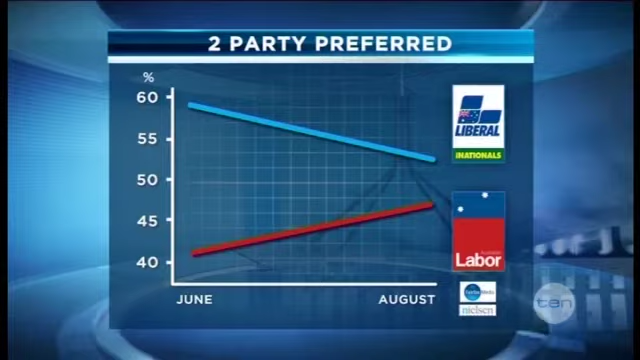 2 PARTY PREFERRED
%
60
55
50
45
40
JUNE
AUGUST
LIBERAL
NATIONALS
Labor
nielsen
ten